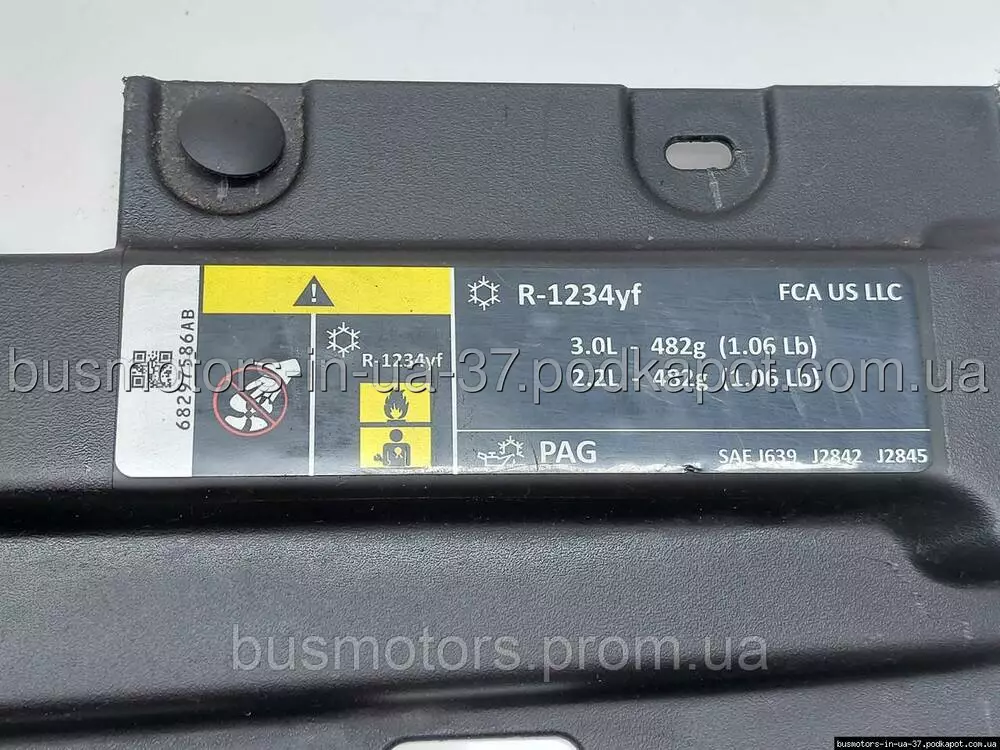 R-1234yf
FCA US LLC
3.0L - 482g (1.06 Lb)
2.2L - 482g (1.06 Lb)
68297586AB
R-1234yf
PAG
SAE J639 J2842 J2845
busmotors-in-ua-37.podkapot.com.ua
busmotors.prom.ua
busmotors-in-ua-37.podkapot.com.ua